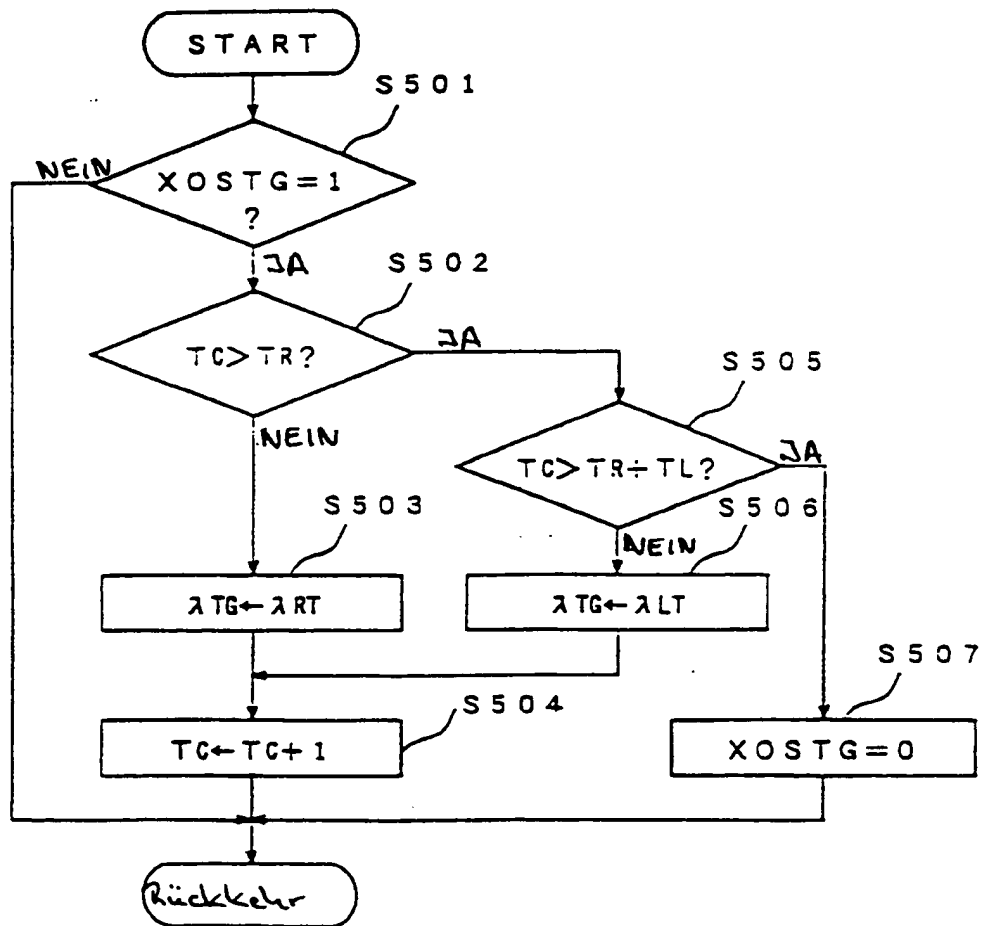 START
S501
NEIN
XOSTG=1
?
JA
S502
TC>TR?
JA
NEIN
S505
TC>TR÷TL?
JA
S503
S506
NEIN
λTG←λRT
λTG←λLT
S507
S504
TC←TC+1
XOSTG=0
Rückkehr